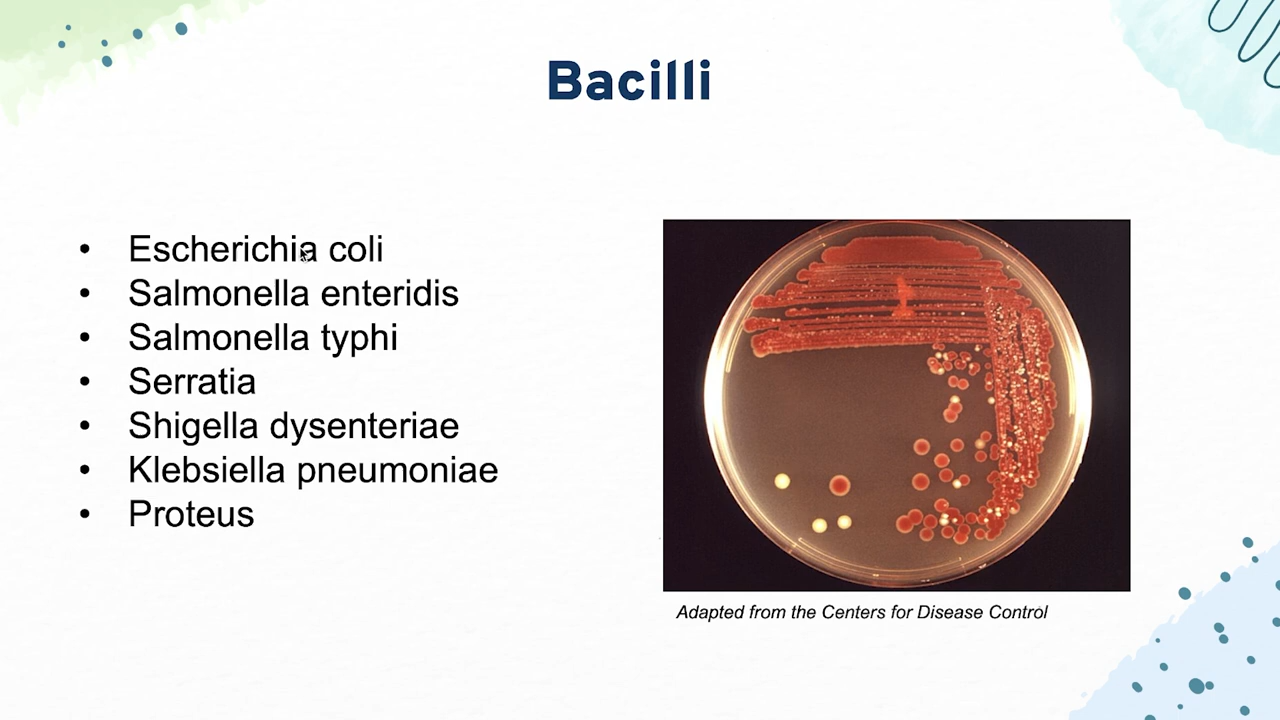 Bacilli
• Escherichia coli
• Salmonella enteridis
• Salmonella typhi
• Serratia
• Shigella dysenteriae
• Klebsiella pneumoniae
• Proteus
Adapted from the Centers for Disease Control